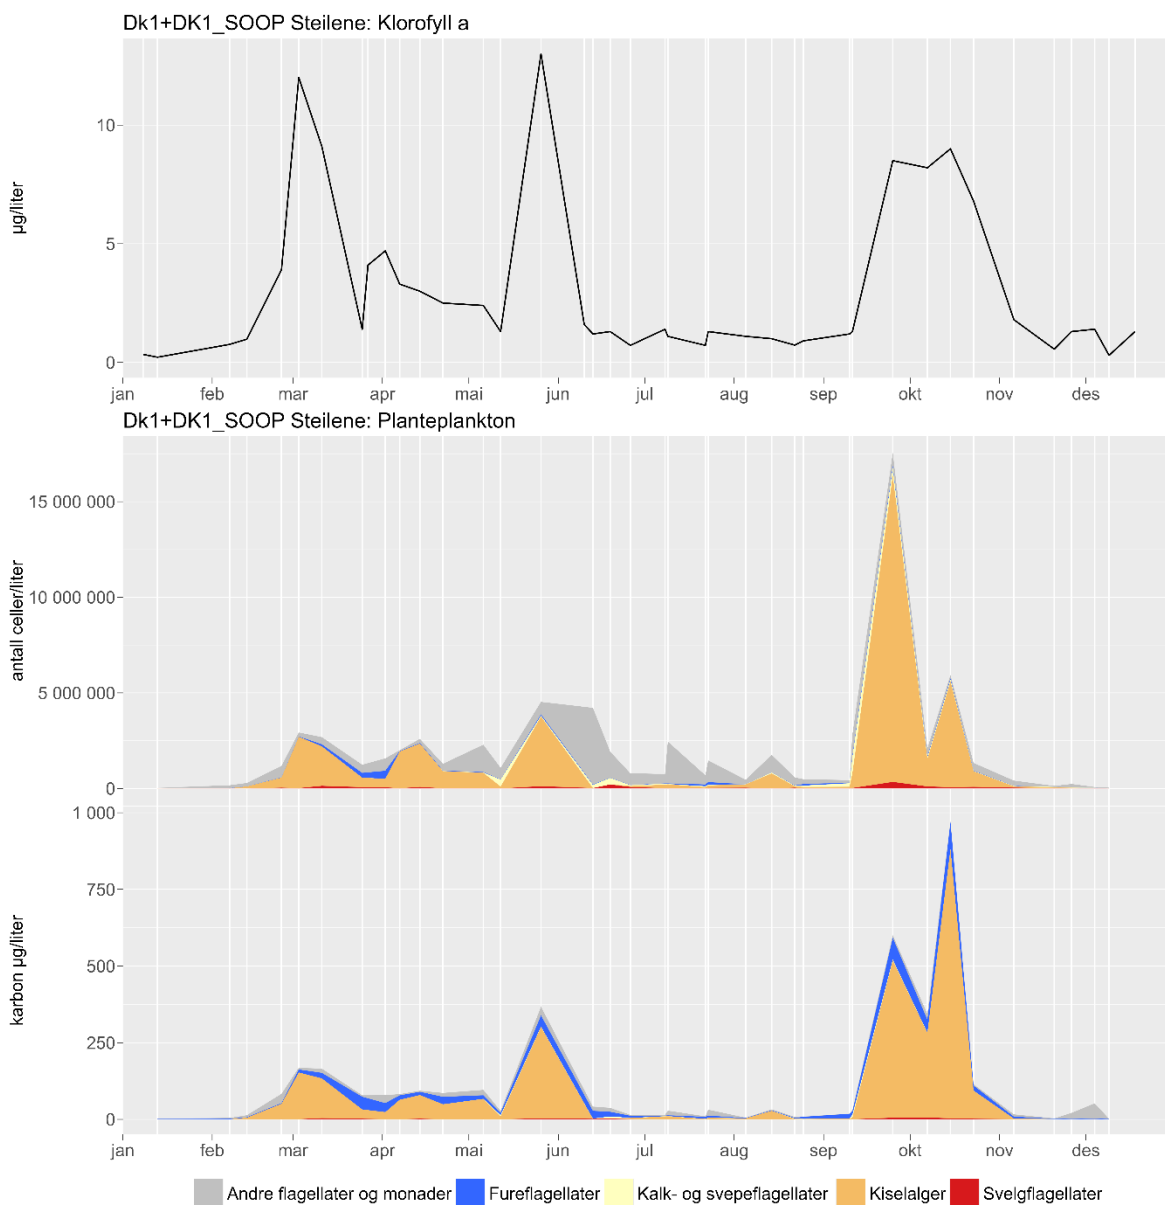 Dk1+DK1_SOOP Steilene: Klorofyll a
µg/liter
10
5
0
jan feb mar apr mai jun jul aug sep okt nov des
Dk1+DK1_SOOP Steilene: Planteplankton
antall celler/liter
15 000 000
10 000 000
5 000 000
0
karbon µg/liter
1 000
750
500
250
0
jan feb mar apr mai jun jul aug sep okt nov des
Andre flagellater og monader Fureflagellater Kalk- og svepeflagellater Kiselalger Svelgflagellater